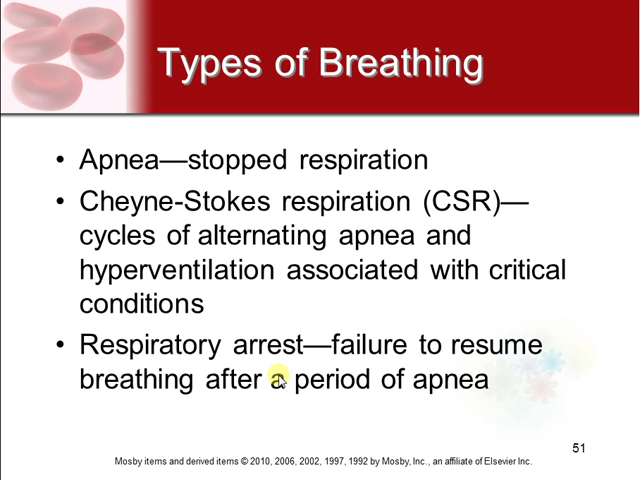 Types of Breathing
• Apnea—stopped respiration
• Cheyne-Stokes respiration (CSR)—
cycles of alternating apnea and
hyperventilation associated with critical
conditions
• Respiratory arrest—failure to resume
breathing after a period of apnea
51
Mosby items and derived items © 2010, 2006, 2002, 1997, 1992 by Mosby, Inc., an affiliate of Elsevier Inc.